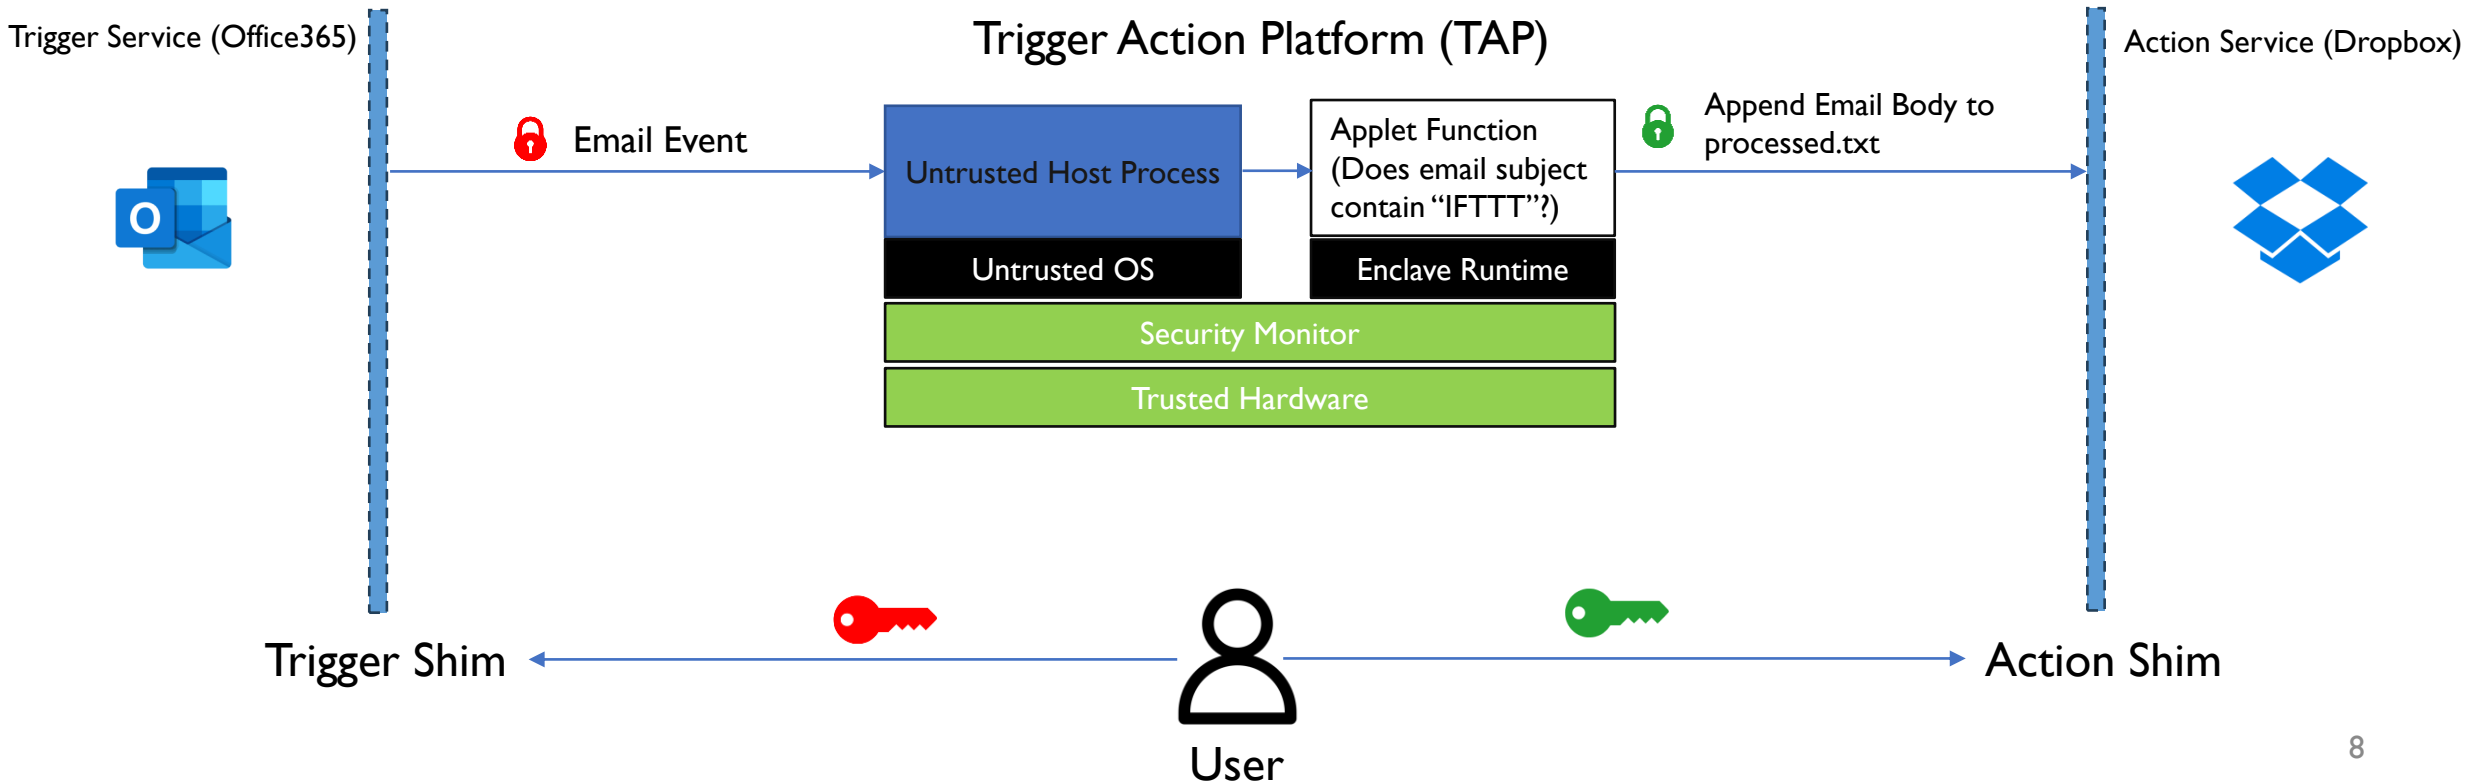 Trigger Service (Office365)
Trigger Action Platform (TAP)
Action Service (Dropbox)
Email Event
Untrusted Host Process
Applet Function
(Does email subject
contain “IFTTT”?)
Append Email Body to
processed.txt
O
Untrusted OS
Enclave Runtime
Security Monitor
Trusted Hardware
Trigger Shim
Action Shim
User
8